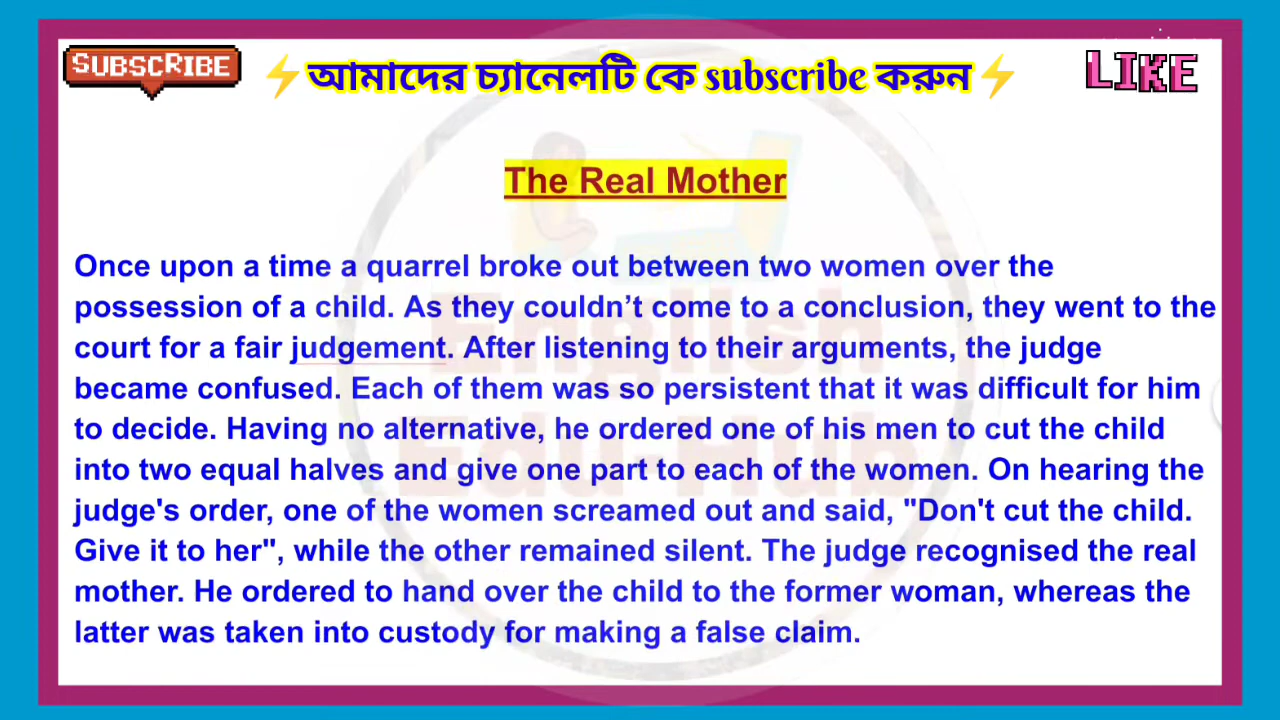 SUBSCRIBE
⚡আমাদের চ্যানেলটি কে subscribe করুন⚡
LIKE
The Real Mother
Once upon a time a quarrel broke out between two women over the
possession of a child. As they couldn’t come to a conclusion, they went to the
court for a fair judgement. After listening to their arguments, the judge
became confused. Each of them was so persistent that it was difficult for him
to decide. Having no alternative, he ordered one of his men to cut the child
into two equal halves and give one part to each of the women. On hearing the
judge's order, one of the women screamed out and said, "Don't cut the child.
Give it to her", while the other remained silent. The judge recognised the real
mother. He ordered to hand over the child to the former woman, whereas the
latter was taken into custody for making a false claim.
English
Edu-Hub